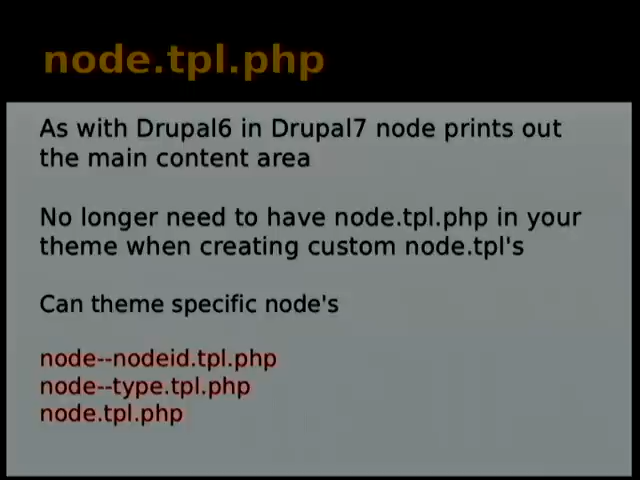 node.tpl.php
As with Drupal6 in Drupal7 node prints out
the main content area
No longer need to have node.tpl.php in your
theme when creating custom node.tpl's
Can theme specific node's
node--nodeid.tpl.php
node--type.tpl.php
node.tpl.php